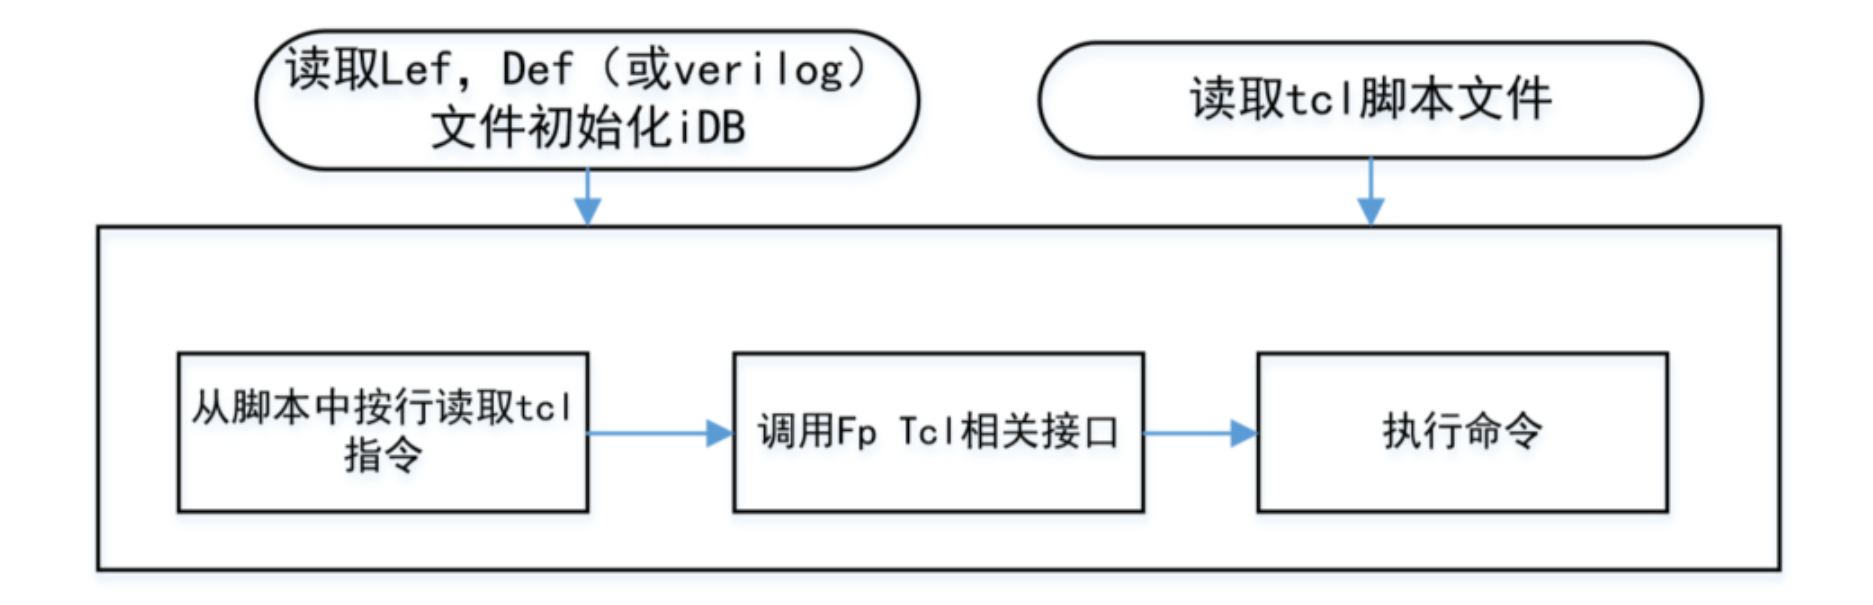 读取Lef，Def（或verilog）
文件初始化iDB
读取tcl脚本文件
从脚本中按行读取tcl
指令
调用Fp Tcl相关接口
执行命令